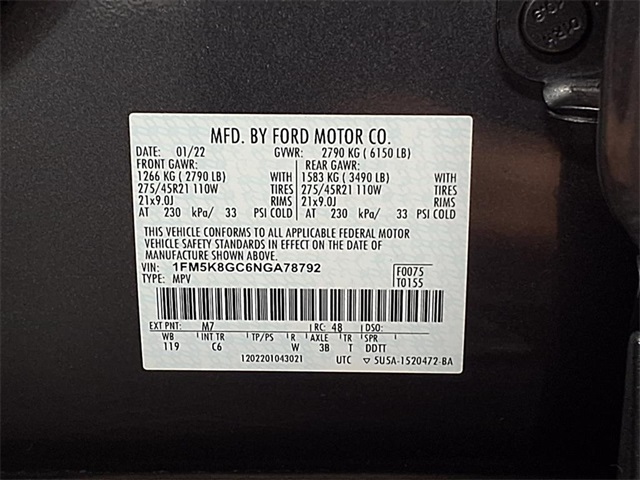 MFD. BY FORD MOTOR CO.
DATE: 01/22 GVWR: 2790 KG ( 6150 LB)
FRONT GAWR: REAR GAWR:
1266 KG ( 2790 LB) WITH 1583 KG ( 3490 LB) WITH
275/45R21 110W TIRES 275/45R21 110W TIRES
21x9.0J RIMS 21x9.0J RIMS
AT 230 kPa/ 33 PSI COLD AT 230 kPa/ 33 PSI COLD
THIS VEHICLE CONFORMS TO ALL APPLICABLE FEDERAL MOTOR
VEHICLE SAFETY STANDARDS IN EFFECT ON THE DATE OF
MANUFACTURE SHOWN ABOVE.
VIN: 1FM5K8GC6NGA78792 F0075
TYPE: MPV T0155
EXT PNT: M7 RC: 48 DSO:
WB INT TR TP/PS R AXLE TR SPR
119 C6 W 3B T DDTT
1202201043021 UTC ▽ 5U5A-1520472-BA